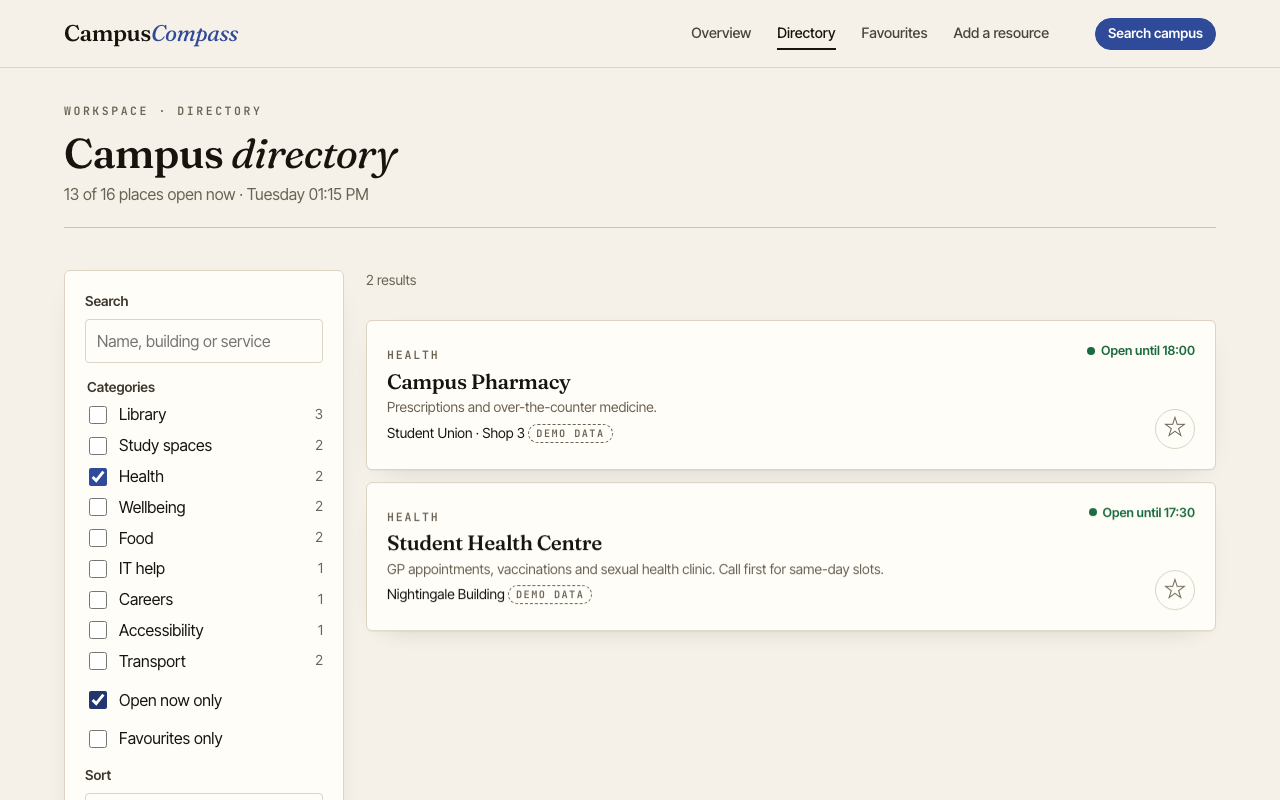 CampusCompass
Overview Directory Favourites Add a resource Search campus
WORKSPACE · DIRECTORY
Campus directory
13 of 16 places open now · Tuesday 01:15 PM
Search
Name, building or service
Categories
Library 3
Study spaces 2
Health 2
Wellbeing 2
Food 2
IT help 1
Careers 1
Accessibility 1
Transport 2
Open now only
Favourites only
Sort
2 results
HEALTH
Open until 18:00
Campus Pharmacy
Prescriptions and over-the-counter medicine.
Student Union · Shop 3 DEMO DATA
HEALTH
Open until 17:30
Student Health Centre
GP appointments, vaccinations and sexual health clinic. Call first for same-day slots.
Nightingale Building DEMO DATA